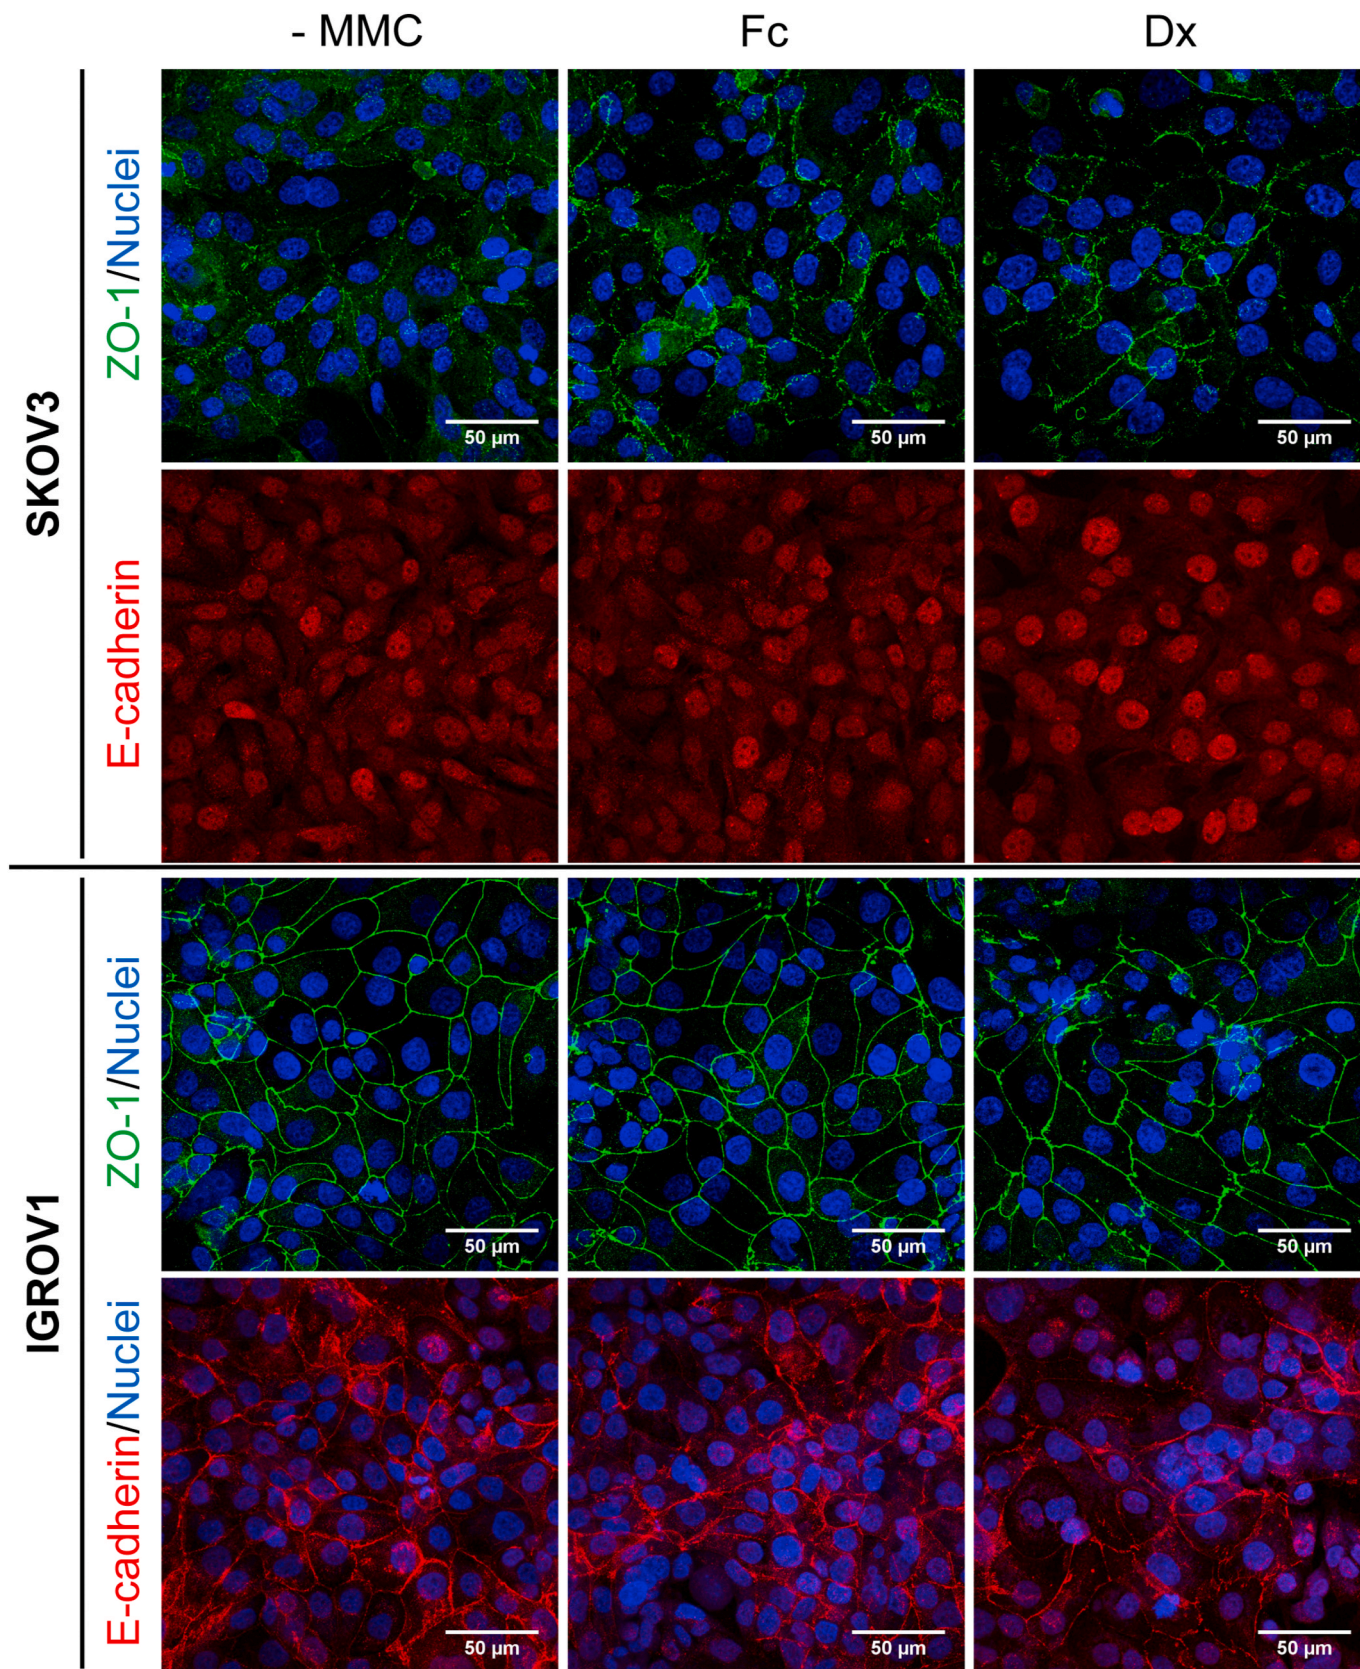 - MMC Fc Dx
SKOV3
ZO-1/Nuclei
50 µm 50 µm 50 µm
E-cadherin
IGROV1
ZO-1/Nuclei
50 µm 50 µm 50 µm
E-cadherin/Nuclei
50 µm 50 µm 50 µm